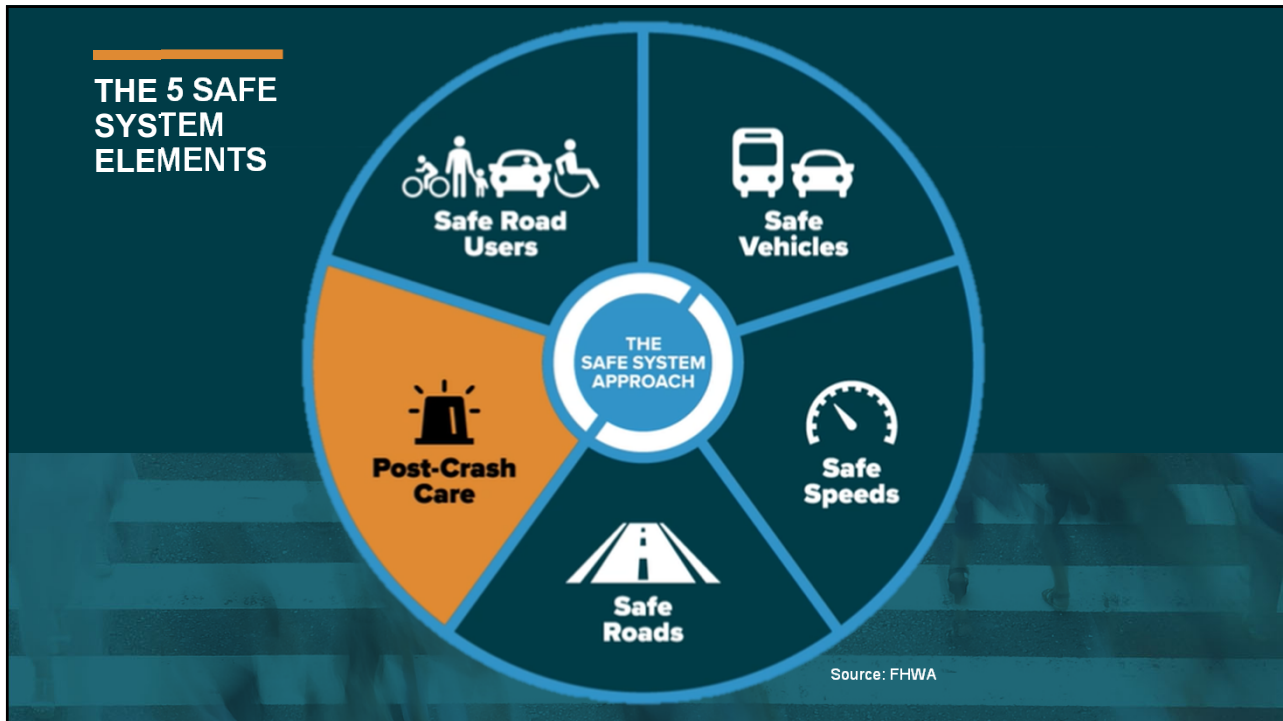 THE 5 SAFE
SYSTEM
ELEMENTS
Safe Road
Users
Safe
Vehicles
THE
SAFE SYSTEM
APPROACH
Post-Crash
Care
Safe
Speeds
Safe
Roads
Source: FHWA